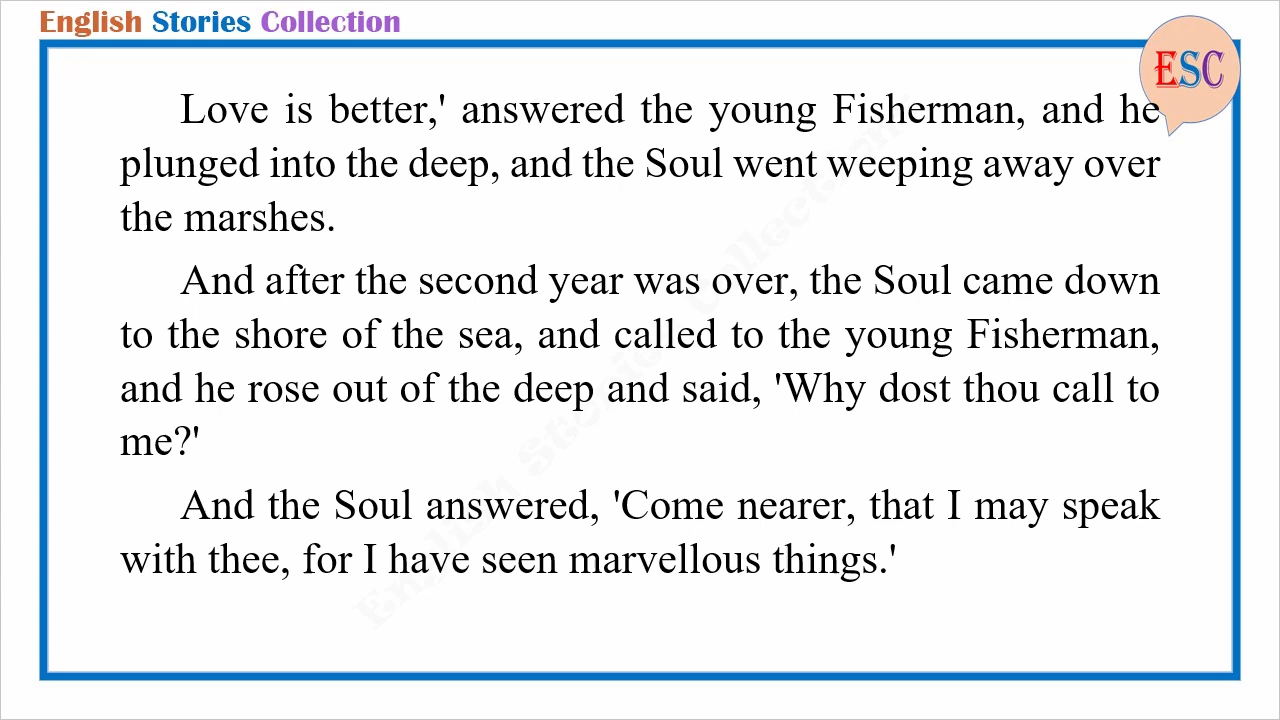 English Stories Collection
ESC
Love is better,' answered the young Fisherman, and he
plunged into the deep, and the Soul went weeping away over
the marshes.
And after the second year was over, the Soul came down
to the shore of the sea, and called to the young Fisherman,
and he rose out of the deep and said, 'Why dost thou call to
me?'
And the Soul answered, 'Come nearer, that I may speak
with thee, for I have seen marvellous things.'
English Stories Collection